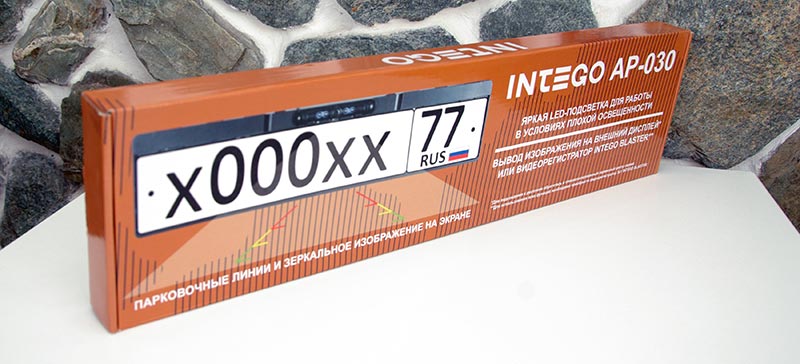 INTEGO
INTEGO AP-030
ЯРКАЯ LED-ПОДСВЕТКА ДЛЯ РАБОТЫ
В УСЛОВИЯХ ПЛОХОЙ ОСВЕЩЕННОСТИ
ВЫВОД ИЗОБРАЖЕНИЯ НА ВНЕШНИЙ ДИСПЛЕЙ*
ИЛИ ВИДЕОРЕГИСТРАТОР INTEGO BLASTER**
х000хх
77
RUS
ПАРКОВОЧНЫЕ ЛИНИИ И ЗЕРКАЛЬНОЕ ИЗОБРАЖЕНИЕ НА ЭКРАНЕ